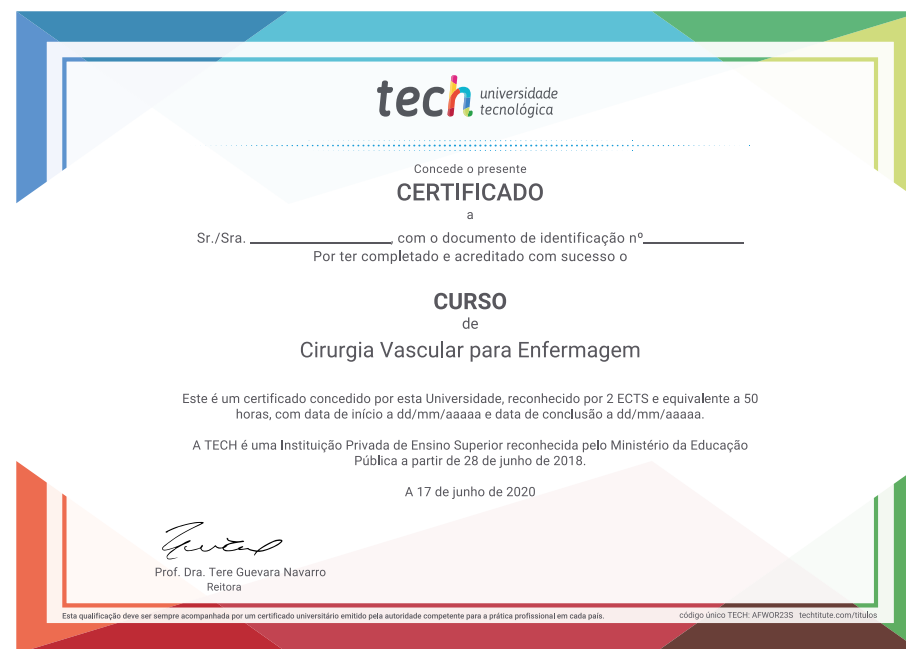 tech universidade
tecnológica
Concede o presente
CERTIFICADO
a
Sr./Sra. ____________________, com o documento de identificação nº______________
Por ter completado e acreditado com sucesso o
CURSO
de
Cirurgia Vascular para Enfermagem
Este é um certificado concedido por esta Universidade, reconhecido por 2 ECTS e equivalente a 50
horas, com data de início a dd/mm/aaaaa e data de conclusão a dd/mm/aaaaa.
A TECH é uma Instituição Privada de Ensino Superior reconhecida pelo Ministério da Educação
Pública a partir de 28 de junho de 2018.
A 17 de junho de 2020
Prof. Dra. Tere Guevara Navarro
Reitora
Esta qualificação deve ser sempre acompanhada por um certificado universitário emitido pela autoridade competente para a prática profissional em cada país.
código único TECH: AFWOR23S techtitute.com/titulos